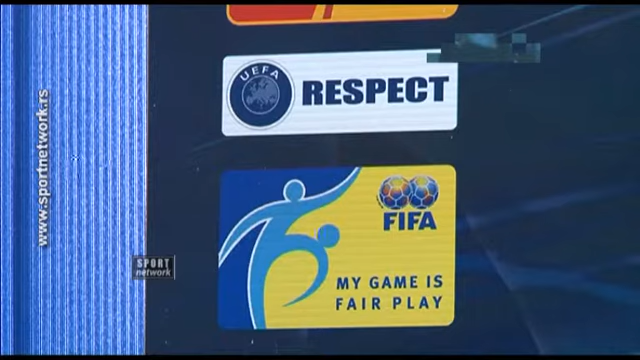 www.sportnetwork.rs
UEFA
RESPECT
FIFA
SPORT
network
MY GAME IS
FAIR PLAY